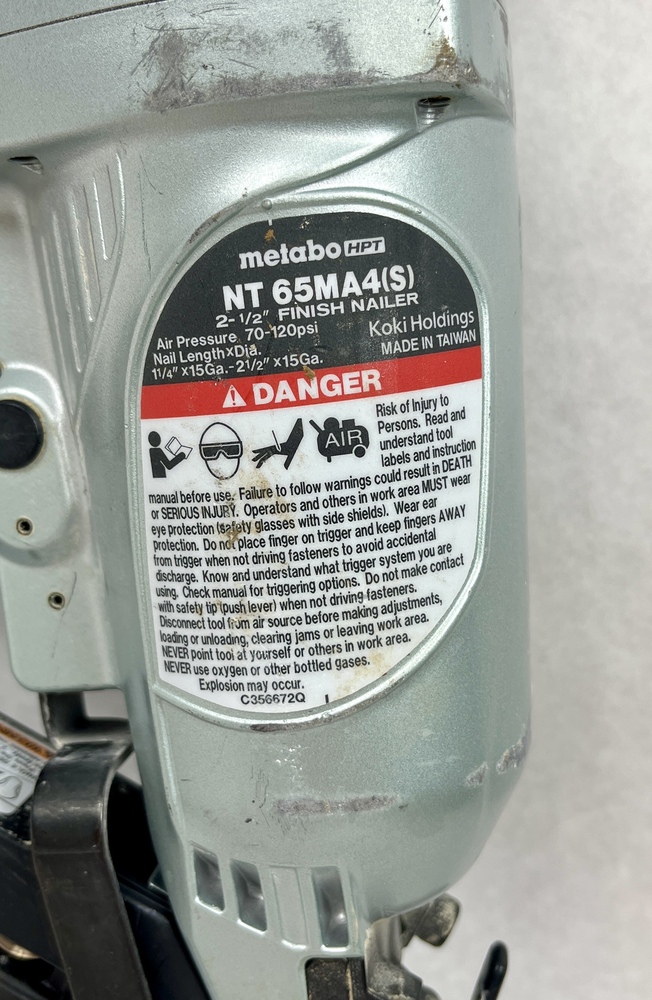 metabo HPT
NT 65MA4(S)
2-1/2" FINISH NAILER
Air Pressure 70-120psi
Nail Length x Dia.
1 1/4" x 15Ga.-2 1/2" x 15Ga.
Koki Holdings
MADE IN TAIWAN
DANGER
AIR
Risk of Injury to
Persons. Read and
understand tool
labels and instruction
manual before use. Failure to follow warnings could result in DEATH
or SERIOUS INJURY. Operators and others in work area MUST wear
eye protection (safety glasses with side shields). Wear ear
protection. Do not place finger on trigger and keep fingers AWAY
from trigger when not driving fasteners to avoid accidental
discharge. Know and understand what trigger system you are
using. Check manual for triggering options. Do not make contact
with safety tip (push lever) when not driving fasteners.
Disconnect tool from air source before making adjustments,
loading or unloading, clearing jams or leaving work area.
NEVER point tool at yourself or others in work area.
NEVER use oxygen or other bottled gases.
Explosion may occur.
C356672Q I